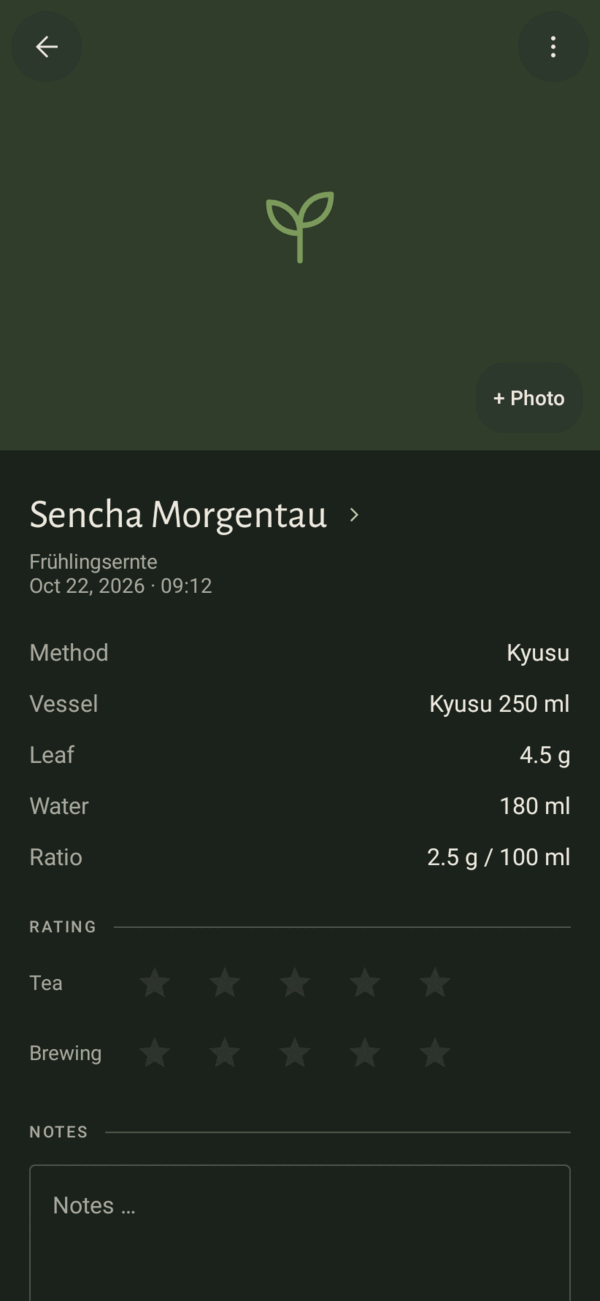 + Photo
Sencha Morgentau
Frühlingsernte
Oct 22, 2026 · 09:12
Method Kyusu
Vessel Kyusu 250 ml
Leaf 4.5 g
Water 180 ml
Ratio 2.5 g / 100 ml
RATING
Tea
Brewing
NOTES
Notes …